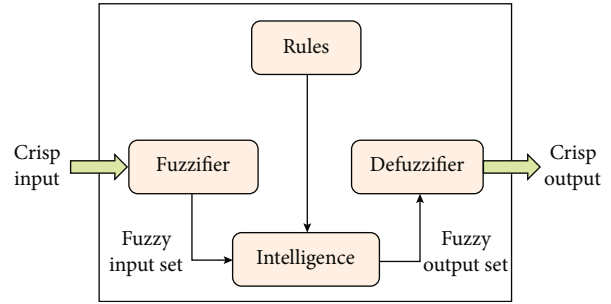 Rules
Crisp
input
Fuzzifier
Defuzzifier
Crisp
output
Fuzzy
input set
Intelligence
Fuzzy
output set